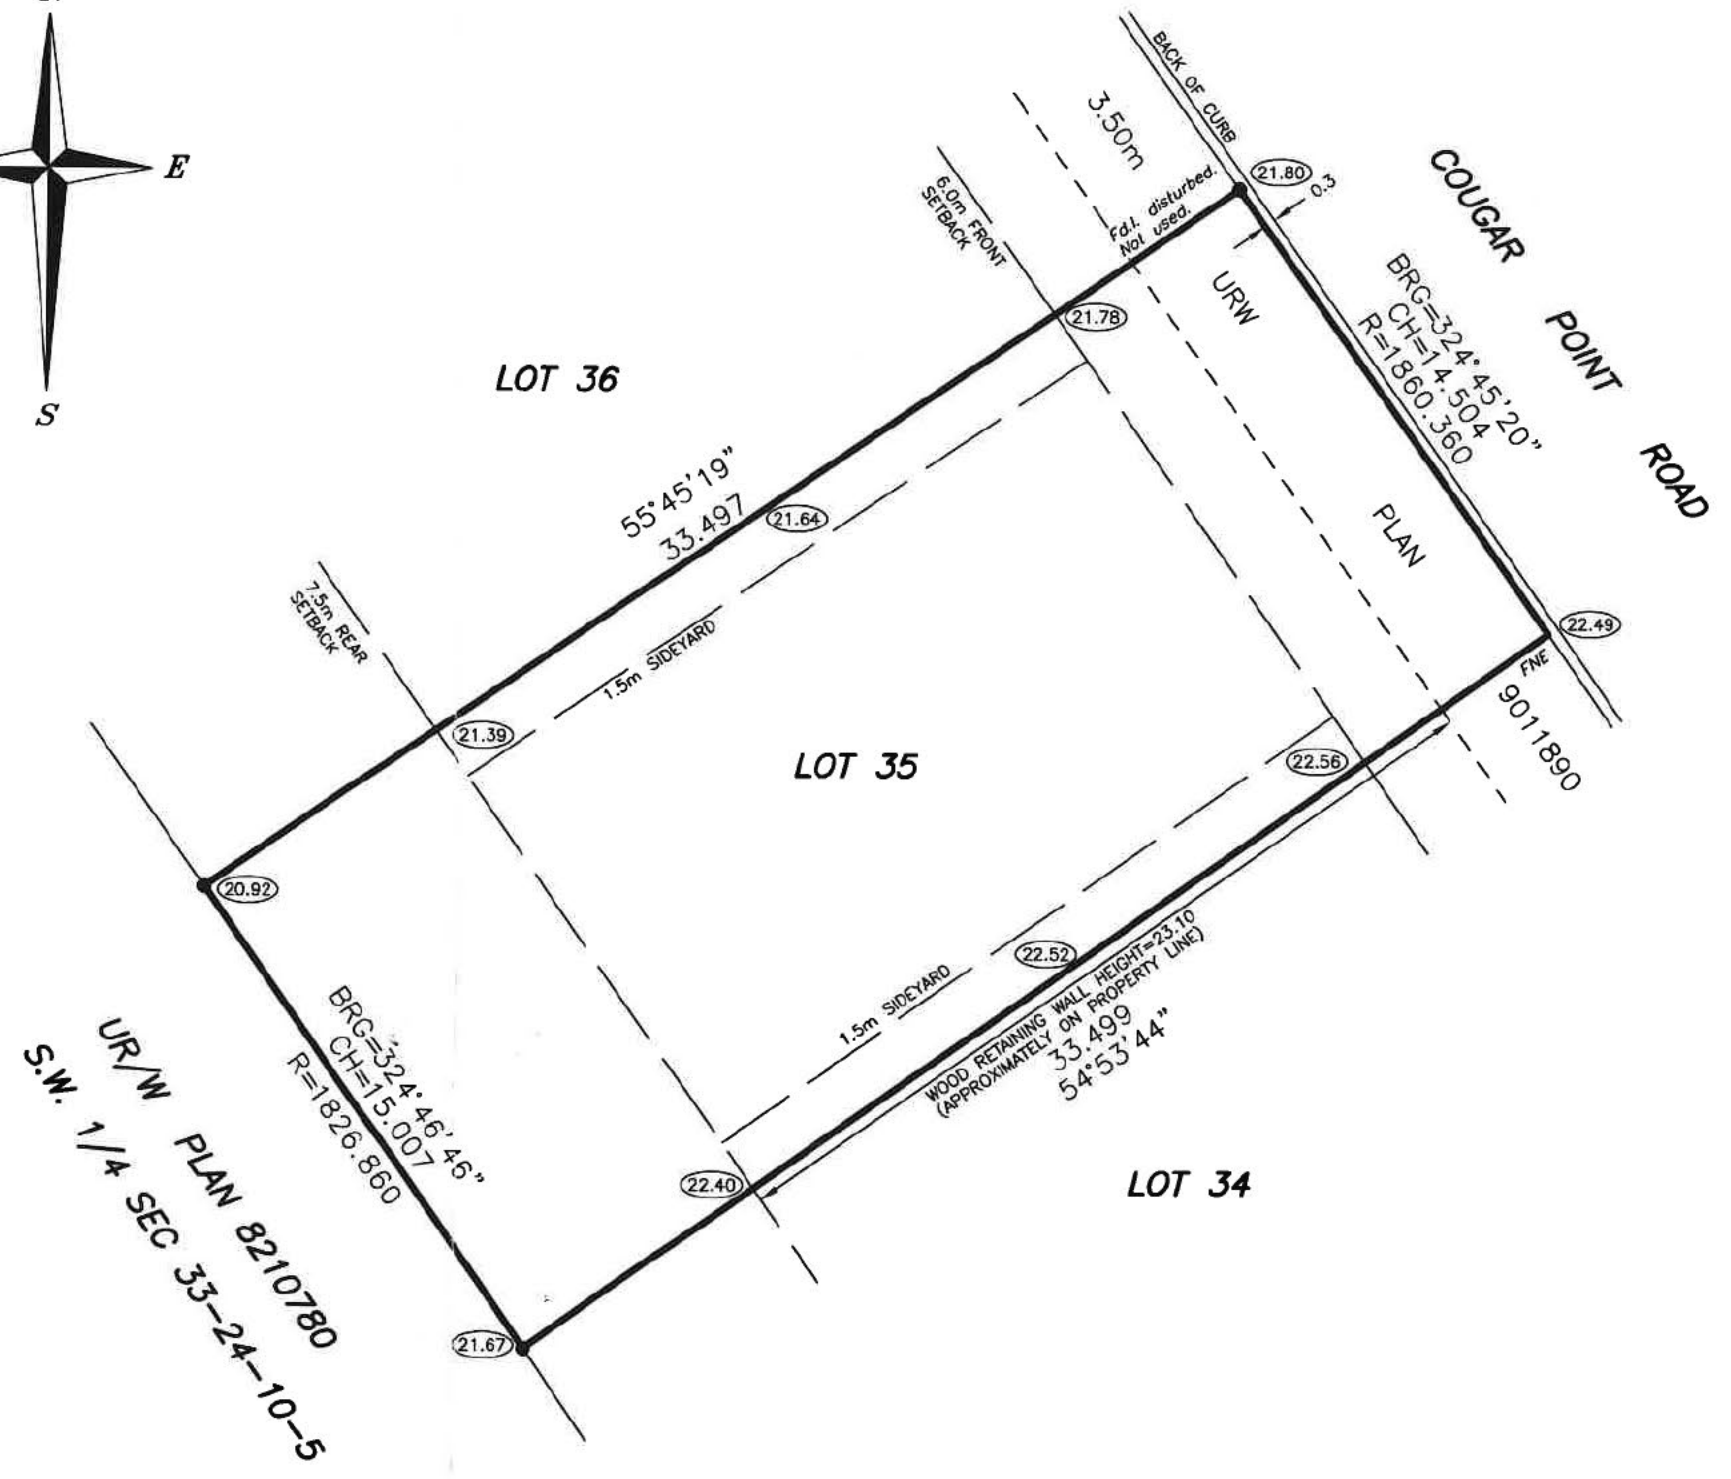 E
S
BACK OF CURB
3.50m
21.80
0.3
COUGAR
POINT
ROAD
6.0m FRONT
SETBACK
Fd.I. disturbed.
Not used.
21.78
URW
PLAN
9011890
BRG=324°45'20"
CH=14.504
R=1860.360
LOT 36
55°45'19"
33.497
21.64
7.5m REAR
SETBACK
1.5m SIDEYARD
21.39
22.49
FNE
LOT 35
22.56
20.92
22.52
1.5m SIDEYARD
WOOD RETAINING WALL HEIGHT=23.10
(APPROXIMATELY ON PROPERTY LINE)
33.499
54°53'44"
BRG=324°46'46"
CH=15.007
R=1826.860
22.40
LOT 34
21.67
UR/W PLAN 8210780
S.W. 1/4 SEC 33-24-10-5